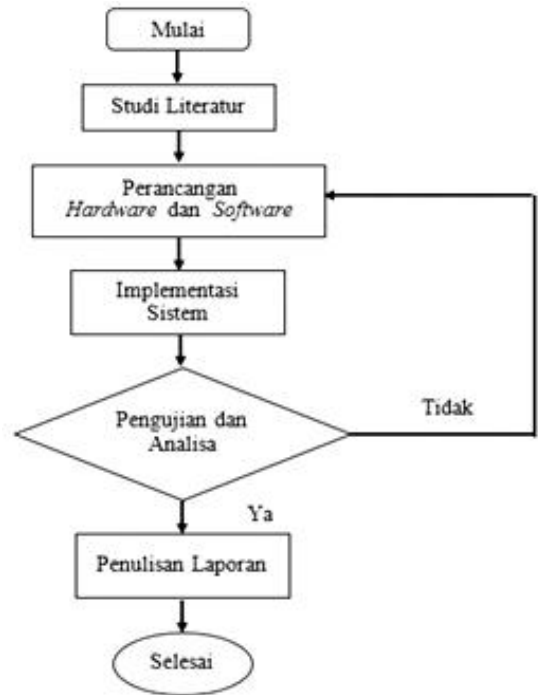 Mulai
Studi Literatur
Perancangan
Hardware dan Software
Implementasi
Sistem
Pengujian dan
Analisa
Tidak
Ya
Penulisan Laporan
Selesai